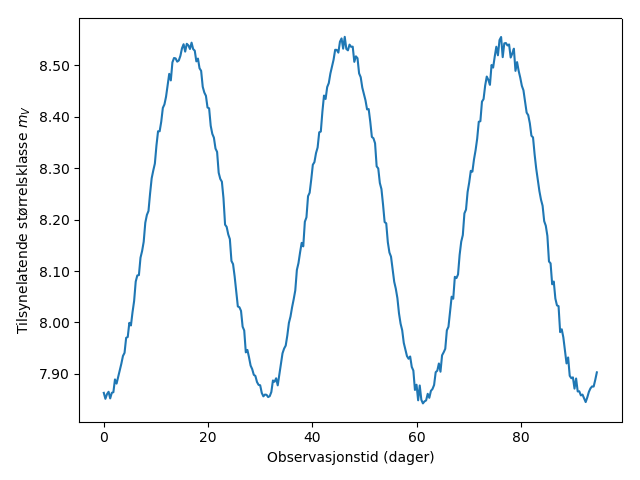 8.50
8.40
8.30
8.20
8.10
8.00
7.90
Tilsynelatende størrelsklasse $m_V$
0 20 40 60 80
Observasjonstid (dager)